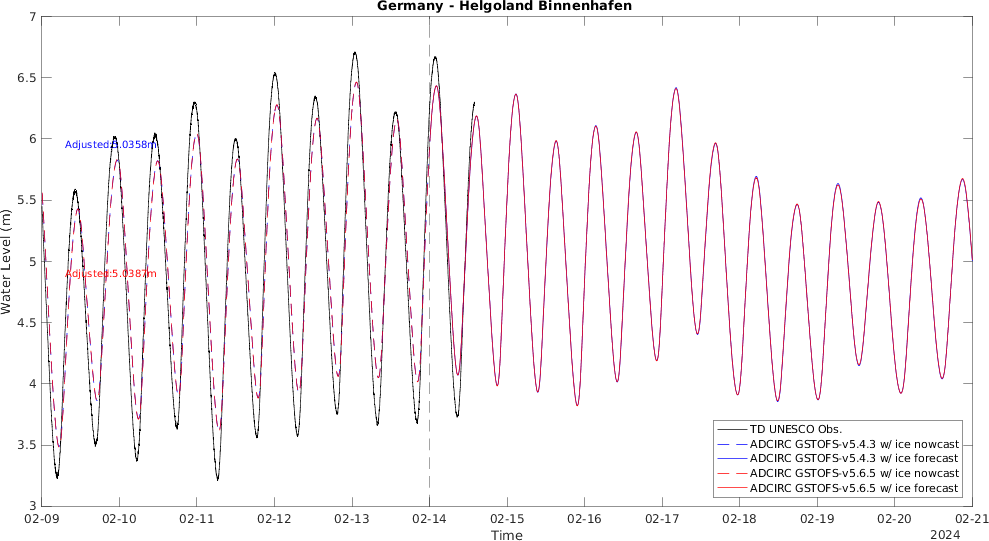 Germany - Helgoland Binnenhafen
7
6.5
6
5.5
5
4.5
4
3.5
3
Water Level (m)
Adjusted:5.0358m
Adjusted:5.0387m
TD UNESCO Obs.
ADCIRC GSTOFS-v5.4.3 w/ ice nowcast
ADCIRC GSTOFS-v5.4.3 w/ ice forecast
ADCIRC GSTOFS-v5.6.5 w/ ice nowcast
ADCIRC GSTOFS-v5.6.5 w/ ice forecast
02-09 02-10 02-11 02-12 02-13 02-14 02-15 02-16 02-17 02-18 02-19 02-20 02-21
Time
2024